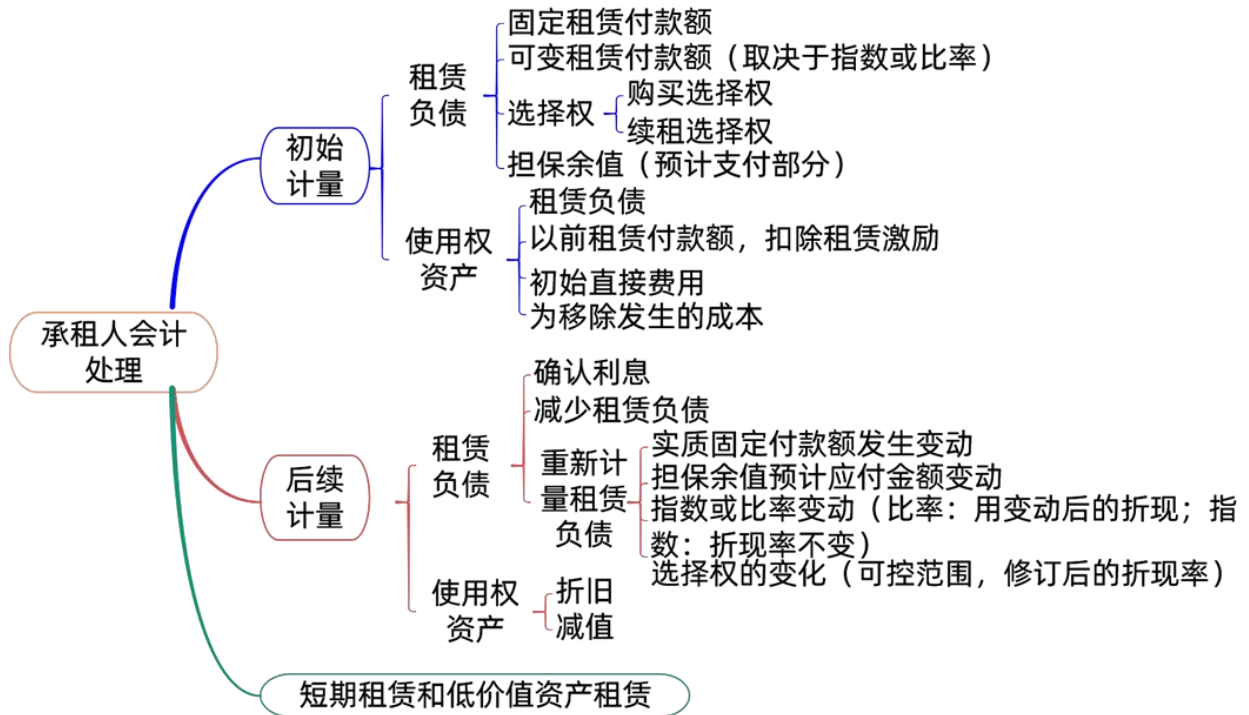 承租人会计
处理
初始
计量
租赁
负债
固定租赁付款额
可变租赁付款额（取决于指数或比率）
选择权
购买选择权
续租选择权
担保余值（预计支付部分）
使用权
资产
租赁负债
以前租赁付款额，扣除租赁激励
初始直接费用
为移除发生的成本
后续
计量
租赁
负债
确认利息
减少租赁负债
重新计
量租赁
负债
实质固定付款额发生变动
担保余值预计应付金额变动
指数或比率变动（比率：用变动后的折现；指
数：折现率不变）
选择权的变化（可控范围，修订后的折现率）
使用权
资产
折旧
减值
短期租赁和低价值资产租赁